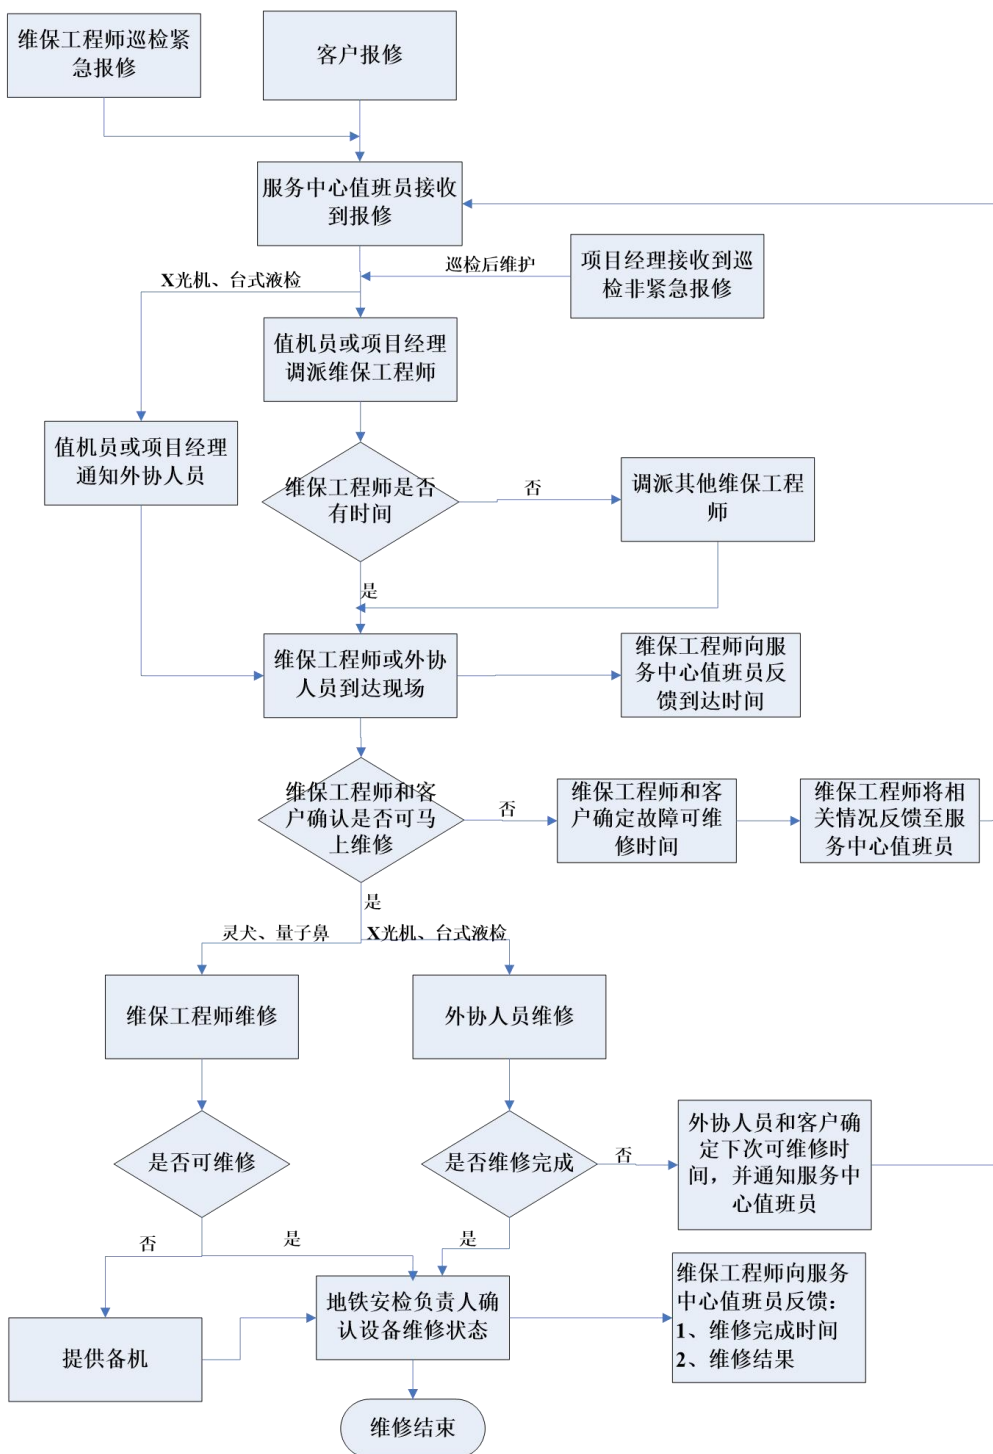 维保工程师巡检紧
急报修
客户报修
服务中心值班员接收
到报修
巡检后维护
项目经理接收到巡
检非紧急报修
X光机、台式液检
值机员或项目经理
调派维保工程师
值机员或项目经理
通知外协人员
维保工程师是否
有时间
否
调派其他维保工程
师
是
维保工程师或外协
人员到达现场
维保工程师向服
务中心值班员反
馈到达时间
维保工程师和客
户确认是否可马
上维修
否
维保工程师和客
户确定故障可维
修时间
维保工程师将相
关情况反馈至服
务中心值班员
是
灵犬、量子鼻
X光机、台式液检
维保工程师维修
外协人员维修
是否可维修
是否维修完成
否
外协人员和客户确
定下次可维修时
间，并通知服务中
心值班员
否
是
是
提供备机
地铁安检负责人确
认设备维修状态
维保工程师向服务
中心值班员反馈：
1、维修完成时间
2、维修结果
维修结束